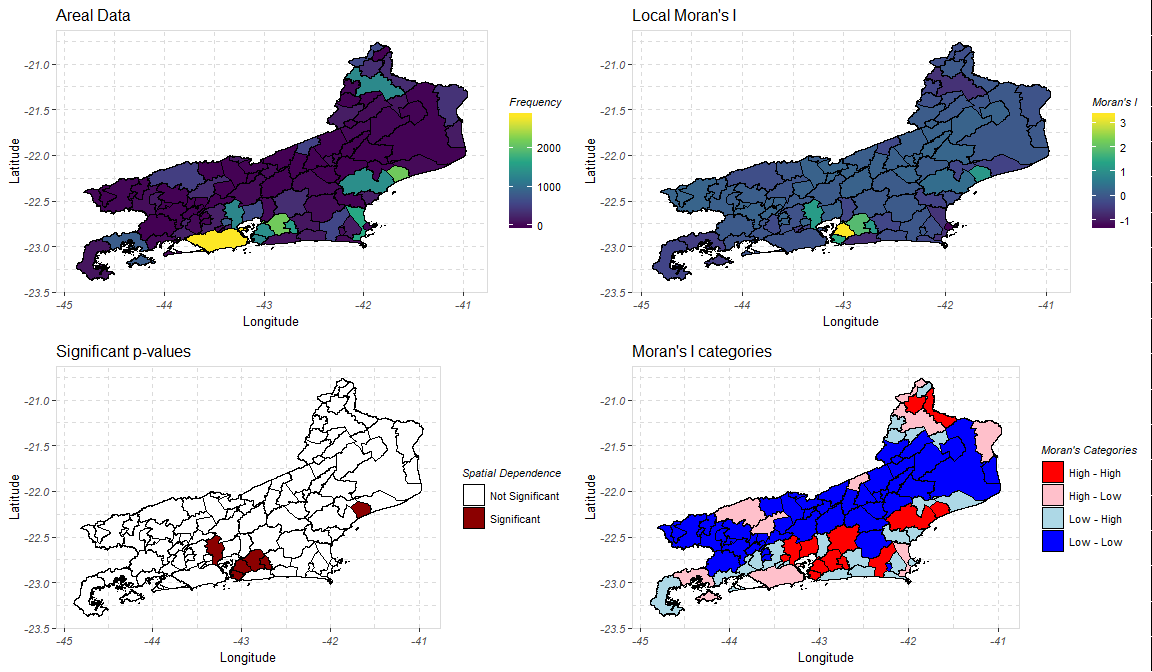 Areal Data
-21.0
-21.5
-22.0
-22.5
-23.0
-23.5
Latitude
-45
-44
-43
-42
-41
Longitude
Frequency
2000
1000
0
Local Moran's I
-21.0
-21.5
-22.0
-22.5
-23.0
-23.5
Latitude
-45
-44
-43
-42
-41
Longitude
Moran's I
3
2
1
0
-1
Significant p-values
-21.0
-21.5
-22.0
-22.5
-23.0
-23.5
Latitude
-45
-44
-43
-42
-41
Longitude
Spatial Dependence
Not Significant
Significant
Moran's I categories
-21.0
-21.5
-22.0
-22.5
-23.0
-23.5
Latitude
-45
-44
-43
-42
-41
Longitude
Moran's Categories
High - High
High - Low
Low - High
Low - Low